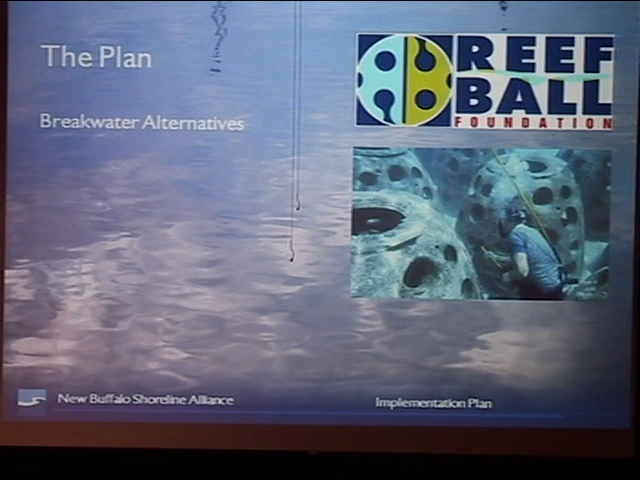 The Plan
Breakwater Alternatives
REEF
BALL
FOUNDATION
New Buffalo Shoreline Alliance
Implementation Plan